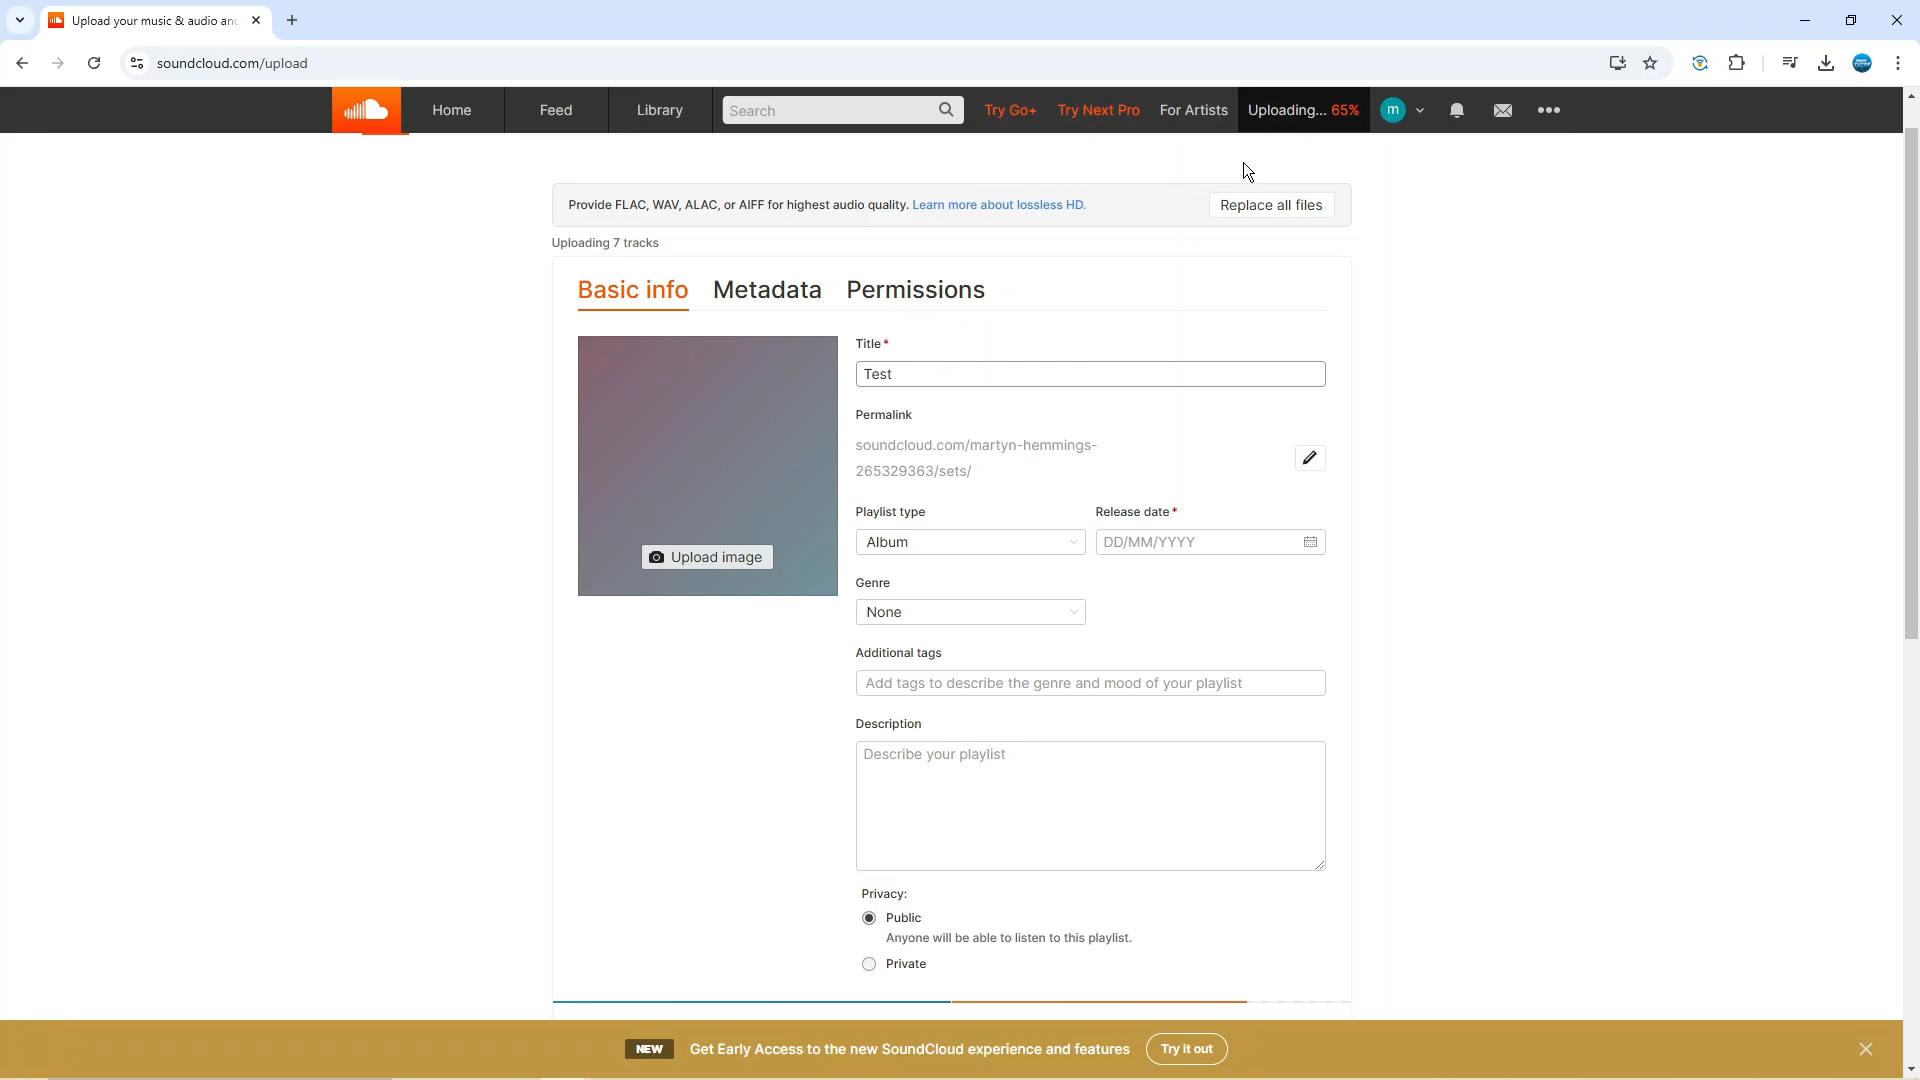 Upload your music & audio and
soundcloud.com/upload
Home
Feed
Library
Search
Try Go+
Try Next Pro
For Artists
Uploading... 65%
m
Provide FLAC, WAV, ALAC, or AIFF for highest audio quality. Learn more about lossless HD.
Replace all files
Uploading 7 tracks
Basic info
Metadata
Permissions
Upload image
Title*
Test
Permalink
soundcloud.com/martyn-hemmings-
265329363/sets/
Playlist type
Release date*
Album
DD/MM/YYYY
Genre
None
Additional tags
Add tags to describe the genre and mood of your playlist
Description
Describe your playlist
Privacy:
Public
Anyone will be able to listen to this playlist.
Private
NEW
Get Early Access to the new SoundCloud experience and features
Try it out